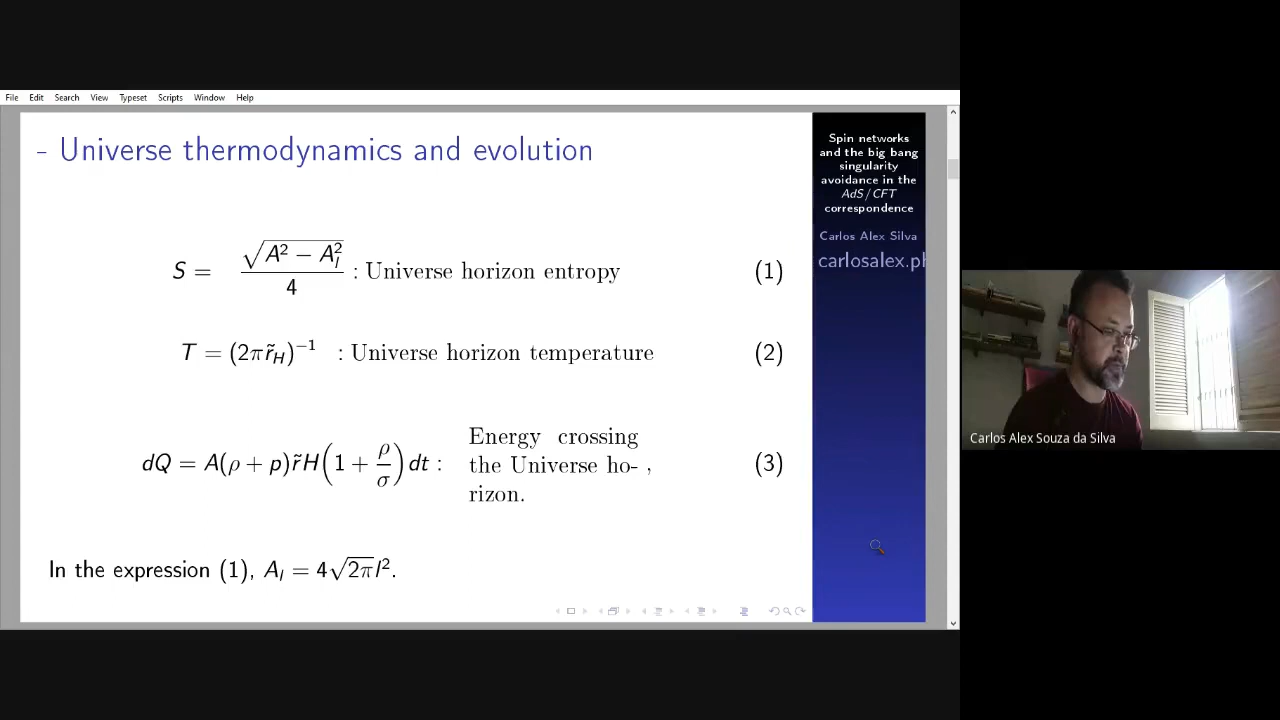 File Edit Search View Typeset Scripts Window Help
- Universe thermodynamics and evolution
S = √(A² − A_l²) / 4 : Universe horizon entropy (1)
T = (2πr̃_H)⁻¹ : Universe horizon temperature (2)
dQ = A(ρ + p)r̃H(1 + ρ/σ)dt : Energy crossing
the Universe ho- , (3)
rizon.
In the expression (1), A_l = 4√(2π)l².
Spin networks
and the big bang
singularity
avoidance in the
AdS/CFT
correspondence
Carlos Alex Silva
carlosalex.ph
Carlos Alex Souza da Silva